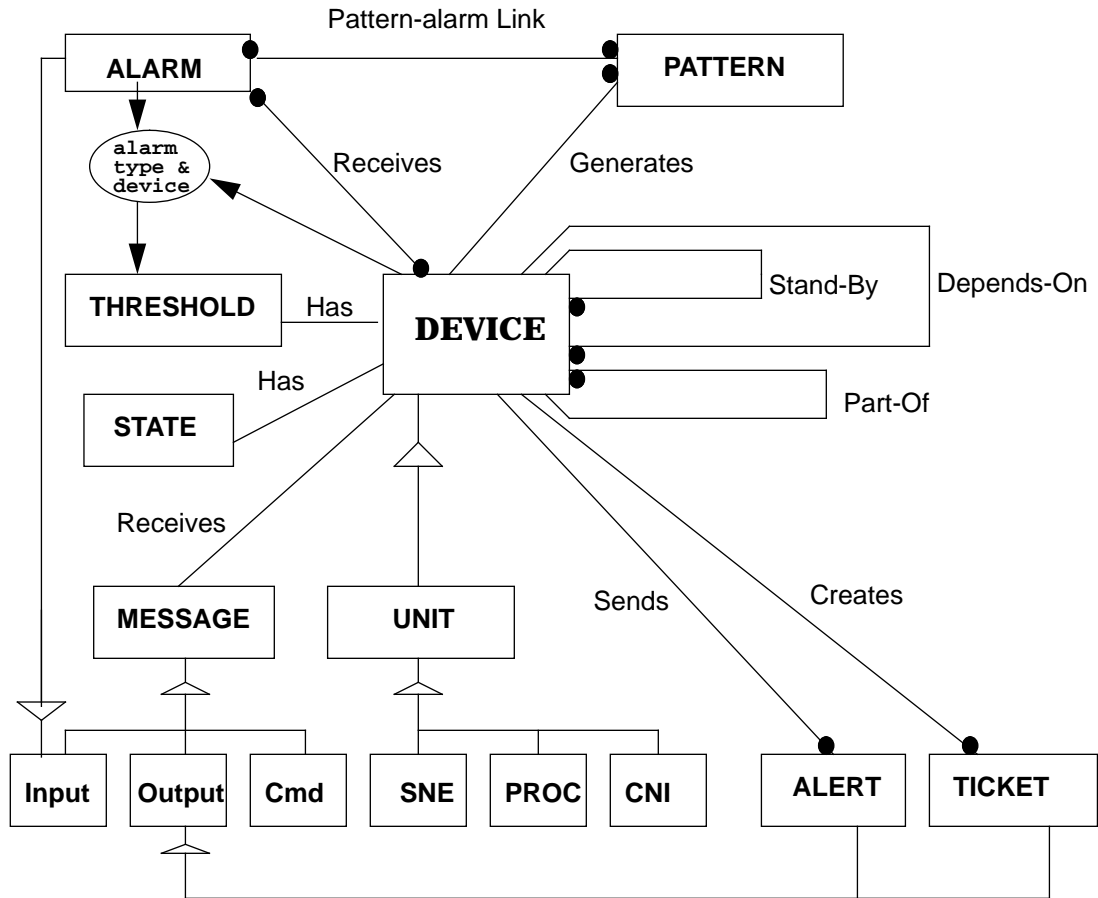 Pattern-alarm Link
ALARM
PATTERN
alarm
type &
device
Receives
Generates
THRESHOLD
Has
DEVICE
Stand-By
Depends-On
Has
Part-Of
STATE
Receives
Sends
Creates
MESSAGE
UNIT
Input
Output
Cmd
SNE
PROC
CNI
ALERT
TICKET